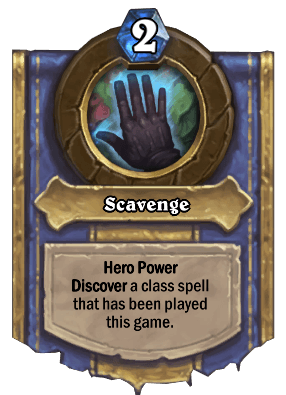 2
Scavenge
Hero Power
Discover a class spell
that has been played
this game.